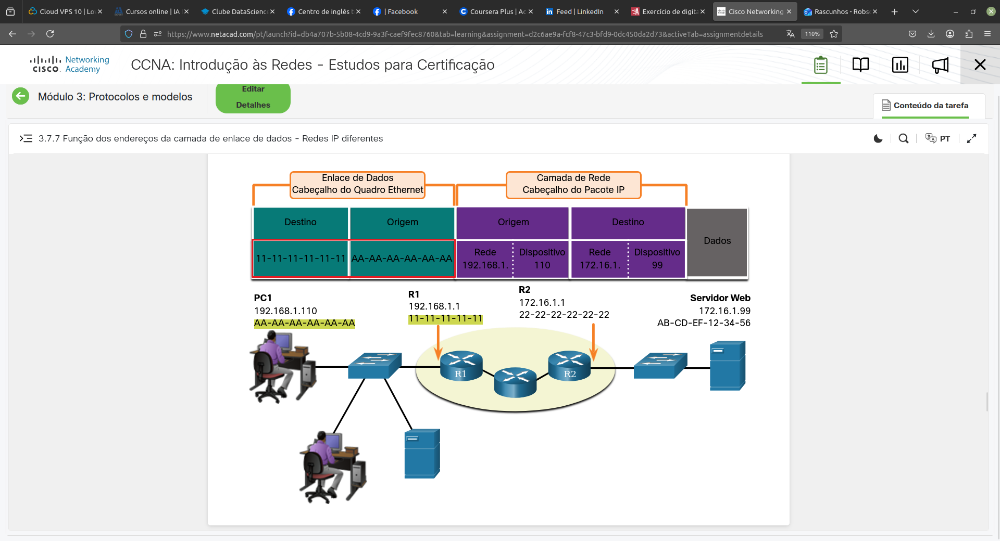 Cloud VPS 10 | Lo
Cursos online | IA
Clube DataScience
Centro de inglês t
| Facebook
Coursera Plus | Ac
Feed | LinkedIn
Exercício de digita
Cisco Networking
Rascunhos - Robso
https://www.netacad.com/pt/launch?id=db4a707b-5b08-4cd9-9a3f-caef9fec8760&tab=learning&assignment=d2c6ae9a-fcf8-47c3-bfd9-0dc450da2d73&activeTab=assignmentdetails
110%
CISCO Networking Academy
CCNA: Introdução às Redes - Estudos para Certificação
Módulo 3: Protocolos e modelos
Editar
Detalhes
Conteúdo da tarefa
3.7.7 Função dos endereços da camada de enlace de dados - Redes IP diferentes
PT
Enlace de Dados
Cabeçalho do Quadro Ethernet
Camada de Rede
Cabeçalho do Pacote IP
Destino
Origem
Origem
Destino
Dados
11-11-11-11-11-11
AA-AA-AA-AA-AA-AA
Rede
192.168.1.
Dispositivo
110
Rede
172.16.1.
Dispositivo
99
PC1
192.168.1.110
AA-AA-AA-AA-AA-AA
R1
192.168.1.1
11-11-11-11-11-11
R2
172.16.1.1
22-22-22-22-22-22
Servidor Web
172.16.1.99
AB-CD-EF-12-34-56
R1
R2